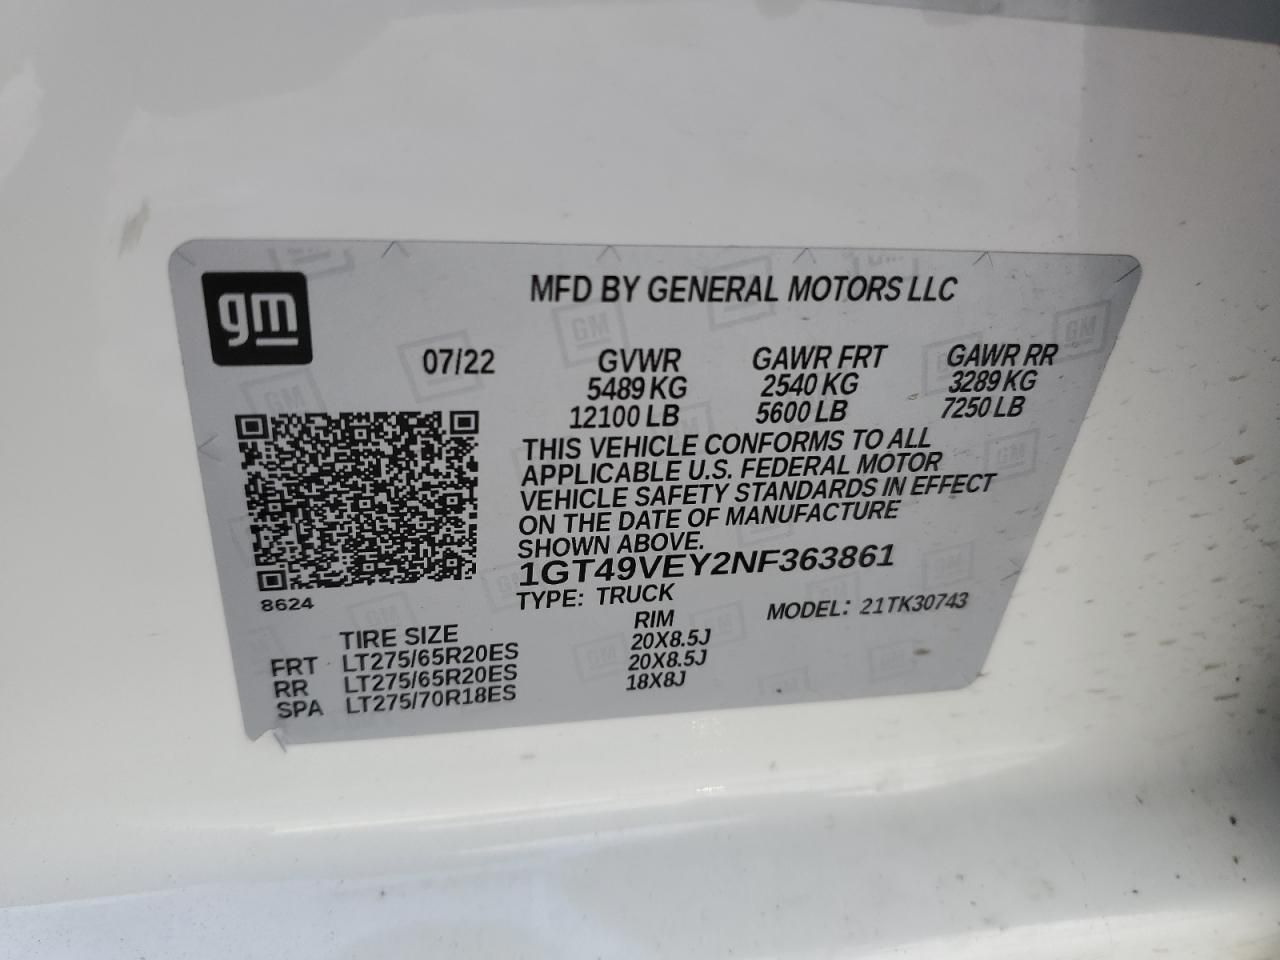 gm
MFD BY GENERAL MOTORS LLC
07/22 GVWR GAWR FRT GAWR RR
5489 KG 2540 KG 3289 KG
12100 LB 5600 LB 7250 LB
THIS VEHICLE CONFORMS TO ALL
APPLICABLE U.S. FEDERAL MOTOR
VEHICLE SAFETY STANDARDS IN EFFECT
ON THE DATE OF MANUFACTURE
SHOWN ABOVE.
1GT49VEY2NF363861
8624
TYPE: TRUCK MODEL: 21TK30743
TIRE SIZE RIM
FRT LT275/65R20ES 20X8.5J
RR LT275/65R20ES 20X8.5J
SPA LT275/70R18ES 18X8J